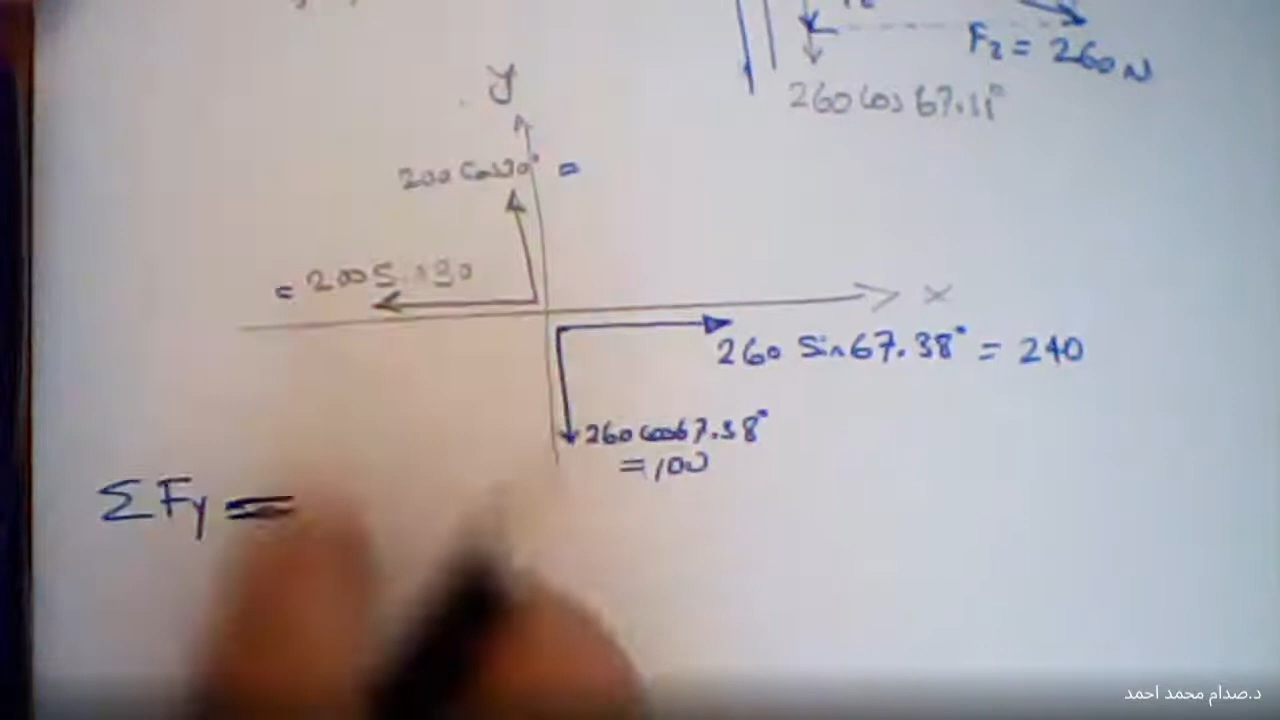 F₂ = 260 N
260 cos 67.38°
y
200 cos 30° =
= 200 Sin 30
x
260 Sin 67.38° = 240
260 cos 67.38°
= 100
ΣFy =
د.صدام محمد احمد